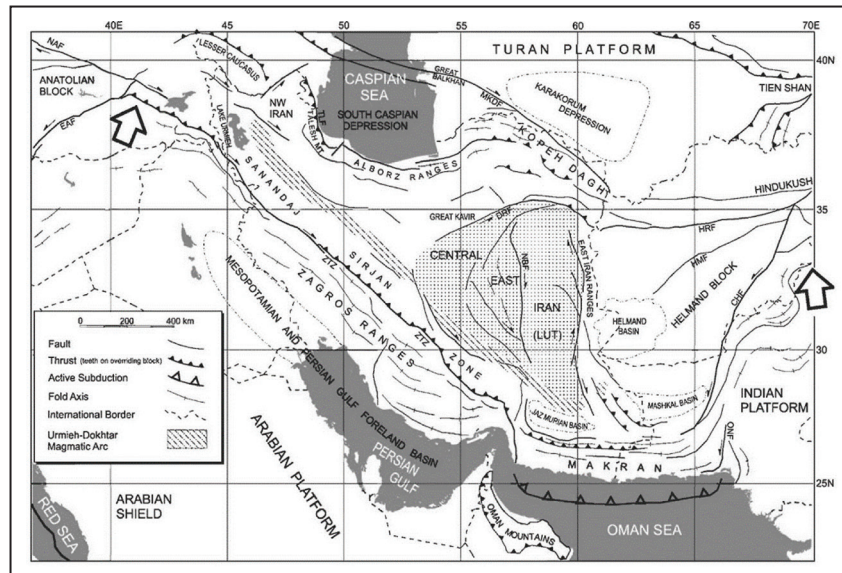 40E 45 50 55 60 65 70E
40N
35
30
25N
NAF
LESSER CAUCASUS
ANATOLIAN
BLOCK
EAF
NW
IRAN
LAKE URMIEH
TLF
TALESH MT.
CASPIAN
SEA
SOUTH CASPIAN
DEPRESSION
GREAT
BALKHAN
MKDF
TURAN PLATFORM
KARAKORUM
DEPRESSION
TIEN SHAN
KOPEH DAGH
ALBORZ RANGES
HINDUKUSH
SANANDAJ
SIRJAN
ZONE
GREAT KAVIR
DRF
HRF
HMF
CENTRAL
EAST
IRAN
(LUT)
NBF
EAST IRAN RANGES
HELMAND BLOCK
HELMAND
BASIN
CHF
ZTZ
ZTZ
ZAGROS RANGES
MESOPOTAMIAN AND PERSIAN GULF FORELAND BASIN
PERSIAN
GULF
ARABIAN PLATFORM
ARABIAN
SHIELD
RED SEA
JAZ MURIAN BASIN
MASHKAL BASIN
INDIAN
PLATFORM
ONF
MAKRAN
OMAN MOUNTAINS
OMAN SEA
0 200 400 km
Fault
Thrust (teeth on overriding block)
Active Subduction
Fold Axis
International Border
Urmieh-Dokhtar
Magmatic Arc